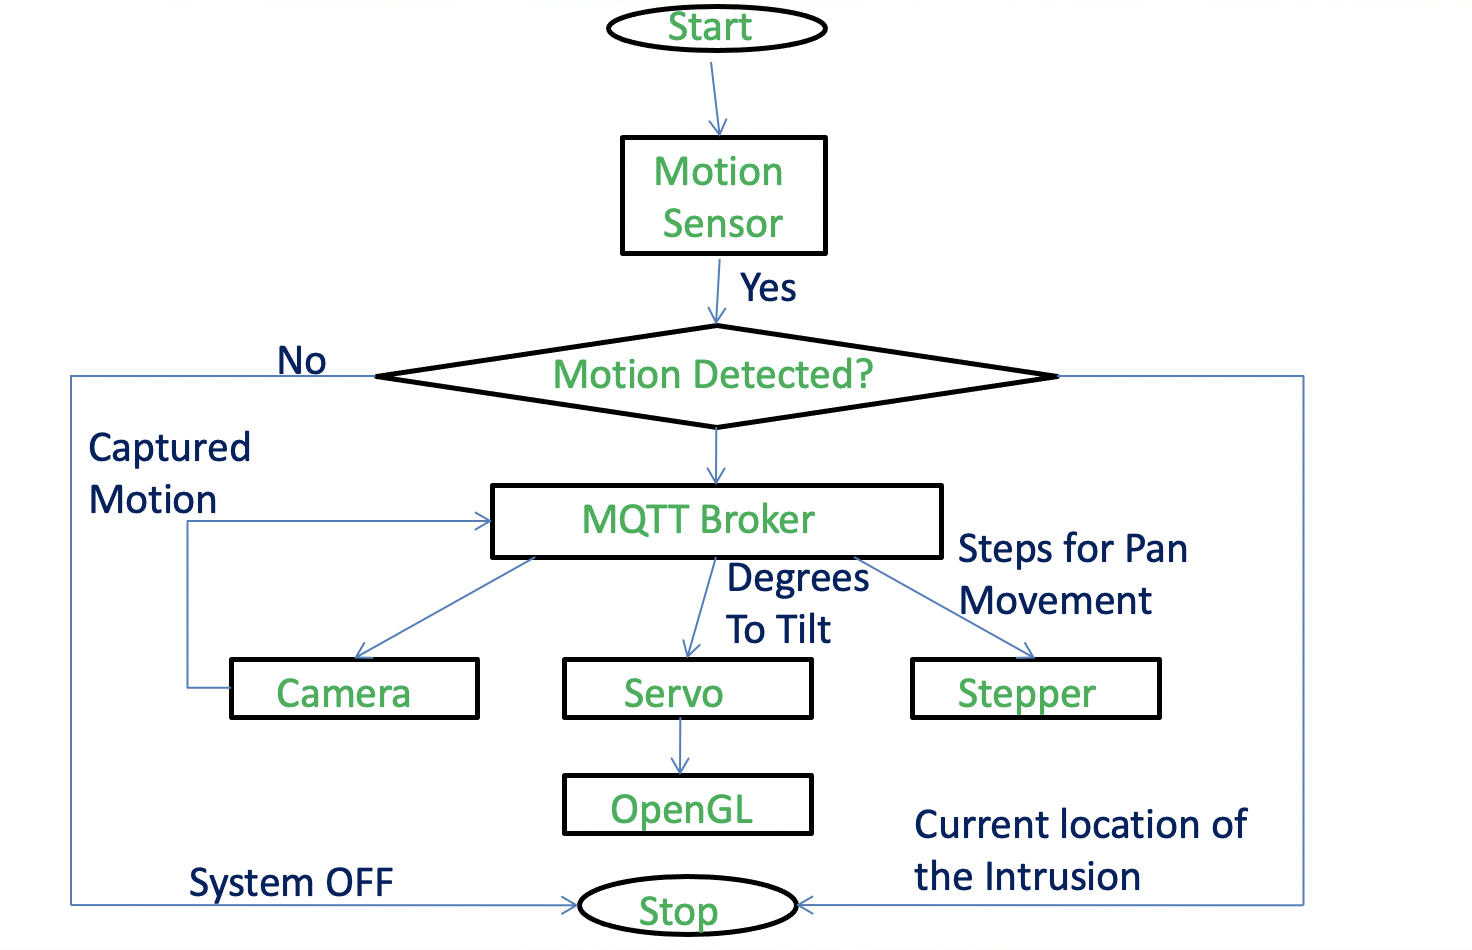 Start
Motion
Sensor
Yes
No
Motion Detected?
Captured
Motion
MQTT Broker
Steps for Pan
Movement
Degrees
To Tilt
Camera
Servo
Stepper
OpenGL
Current location of
the Intrusion
System OFF
Stop